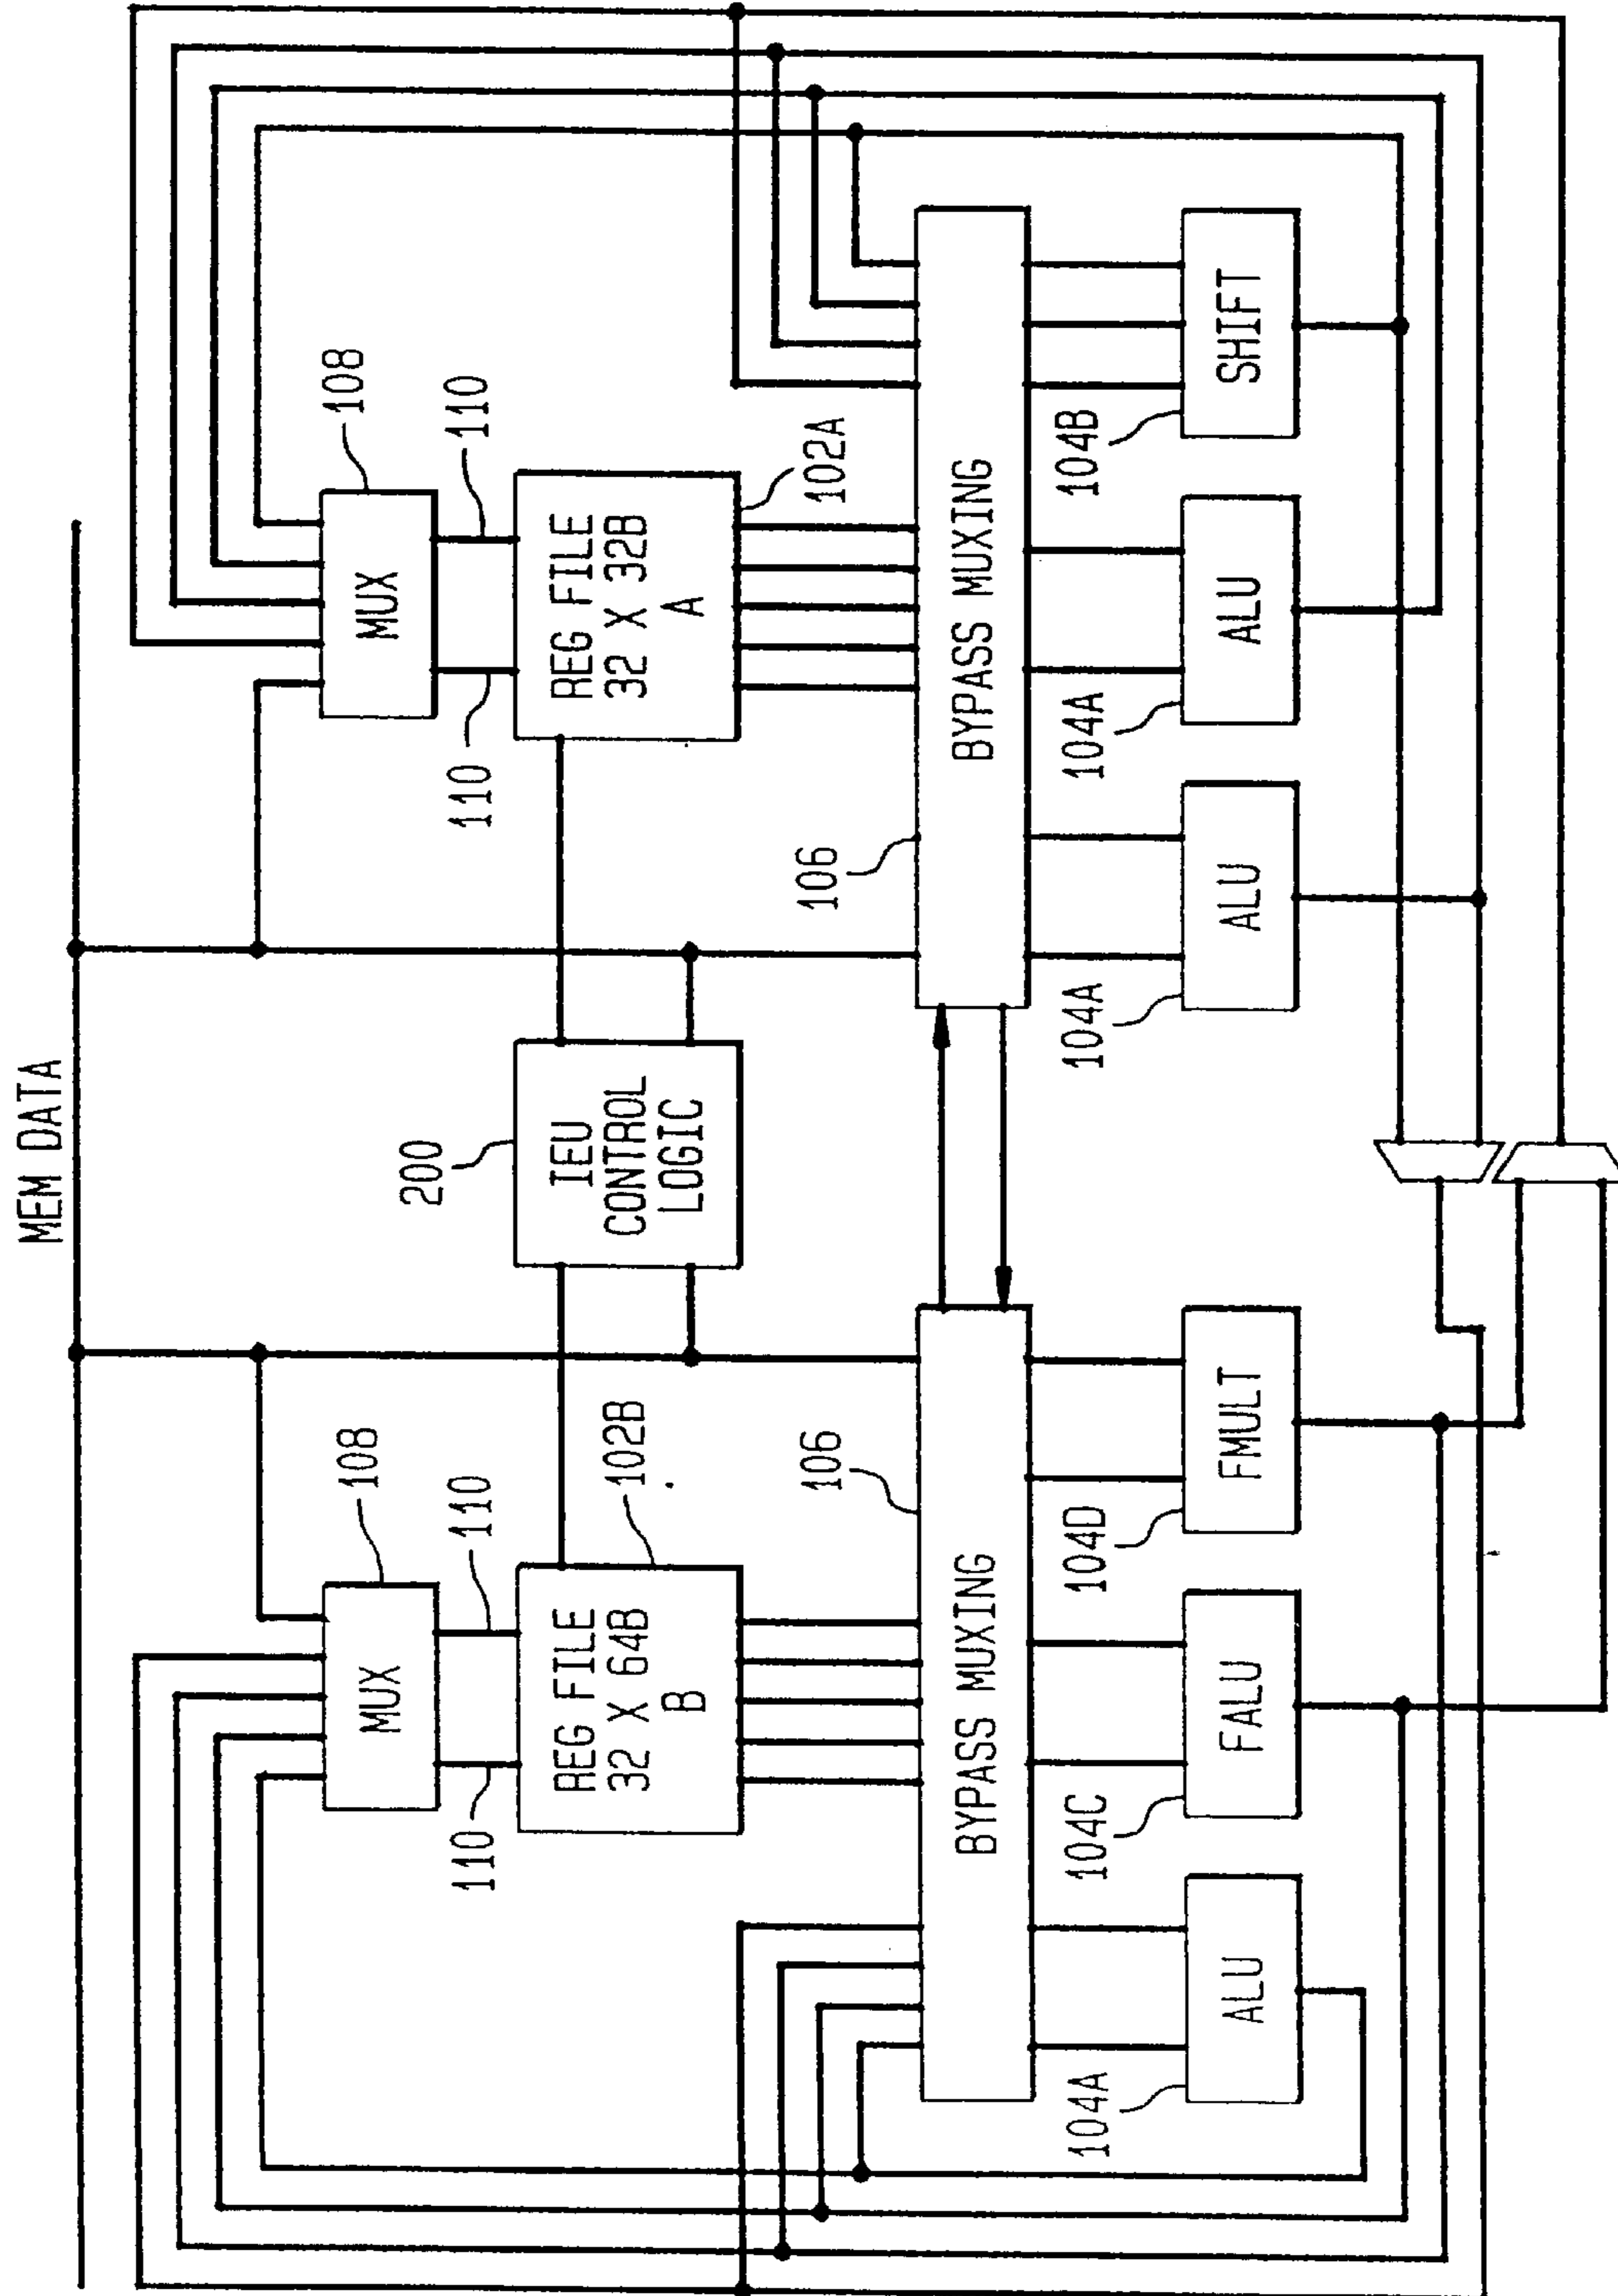 MEM DATA
108
MUX
110
110
REG FILE
32 X 64B
B
102B
200
IEU
CONTROL
LOGIC
108
MUX
110
110
REG FILE
32 X 32B
A
102A
106
BYPASS MUXING
106
BYPASS MUXING
104A
ALU
104C
FALU
104D
FMULT
104A
ALU
104A
ALU
104B
SHIFT